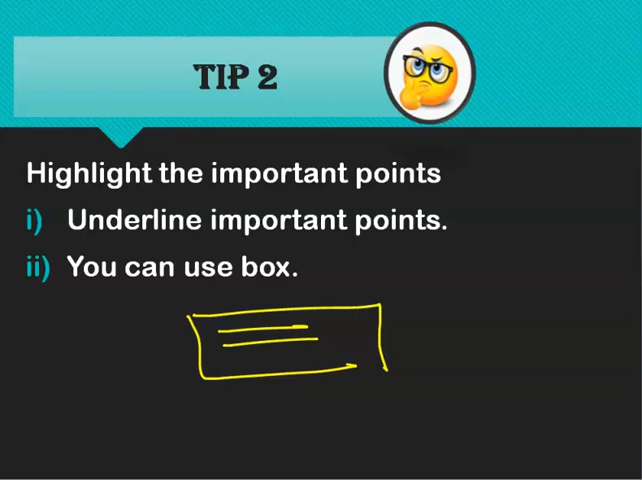 TIP 2
Highlight the important points
i) Underline important points.
ii) You can use box.